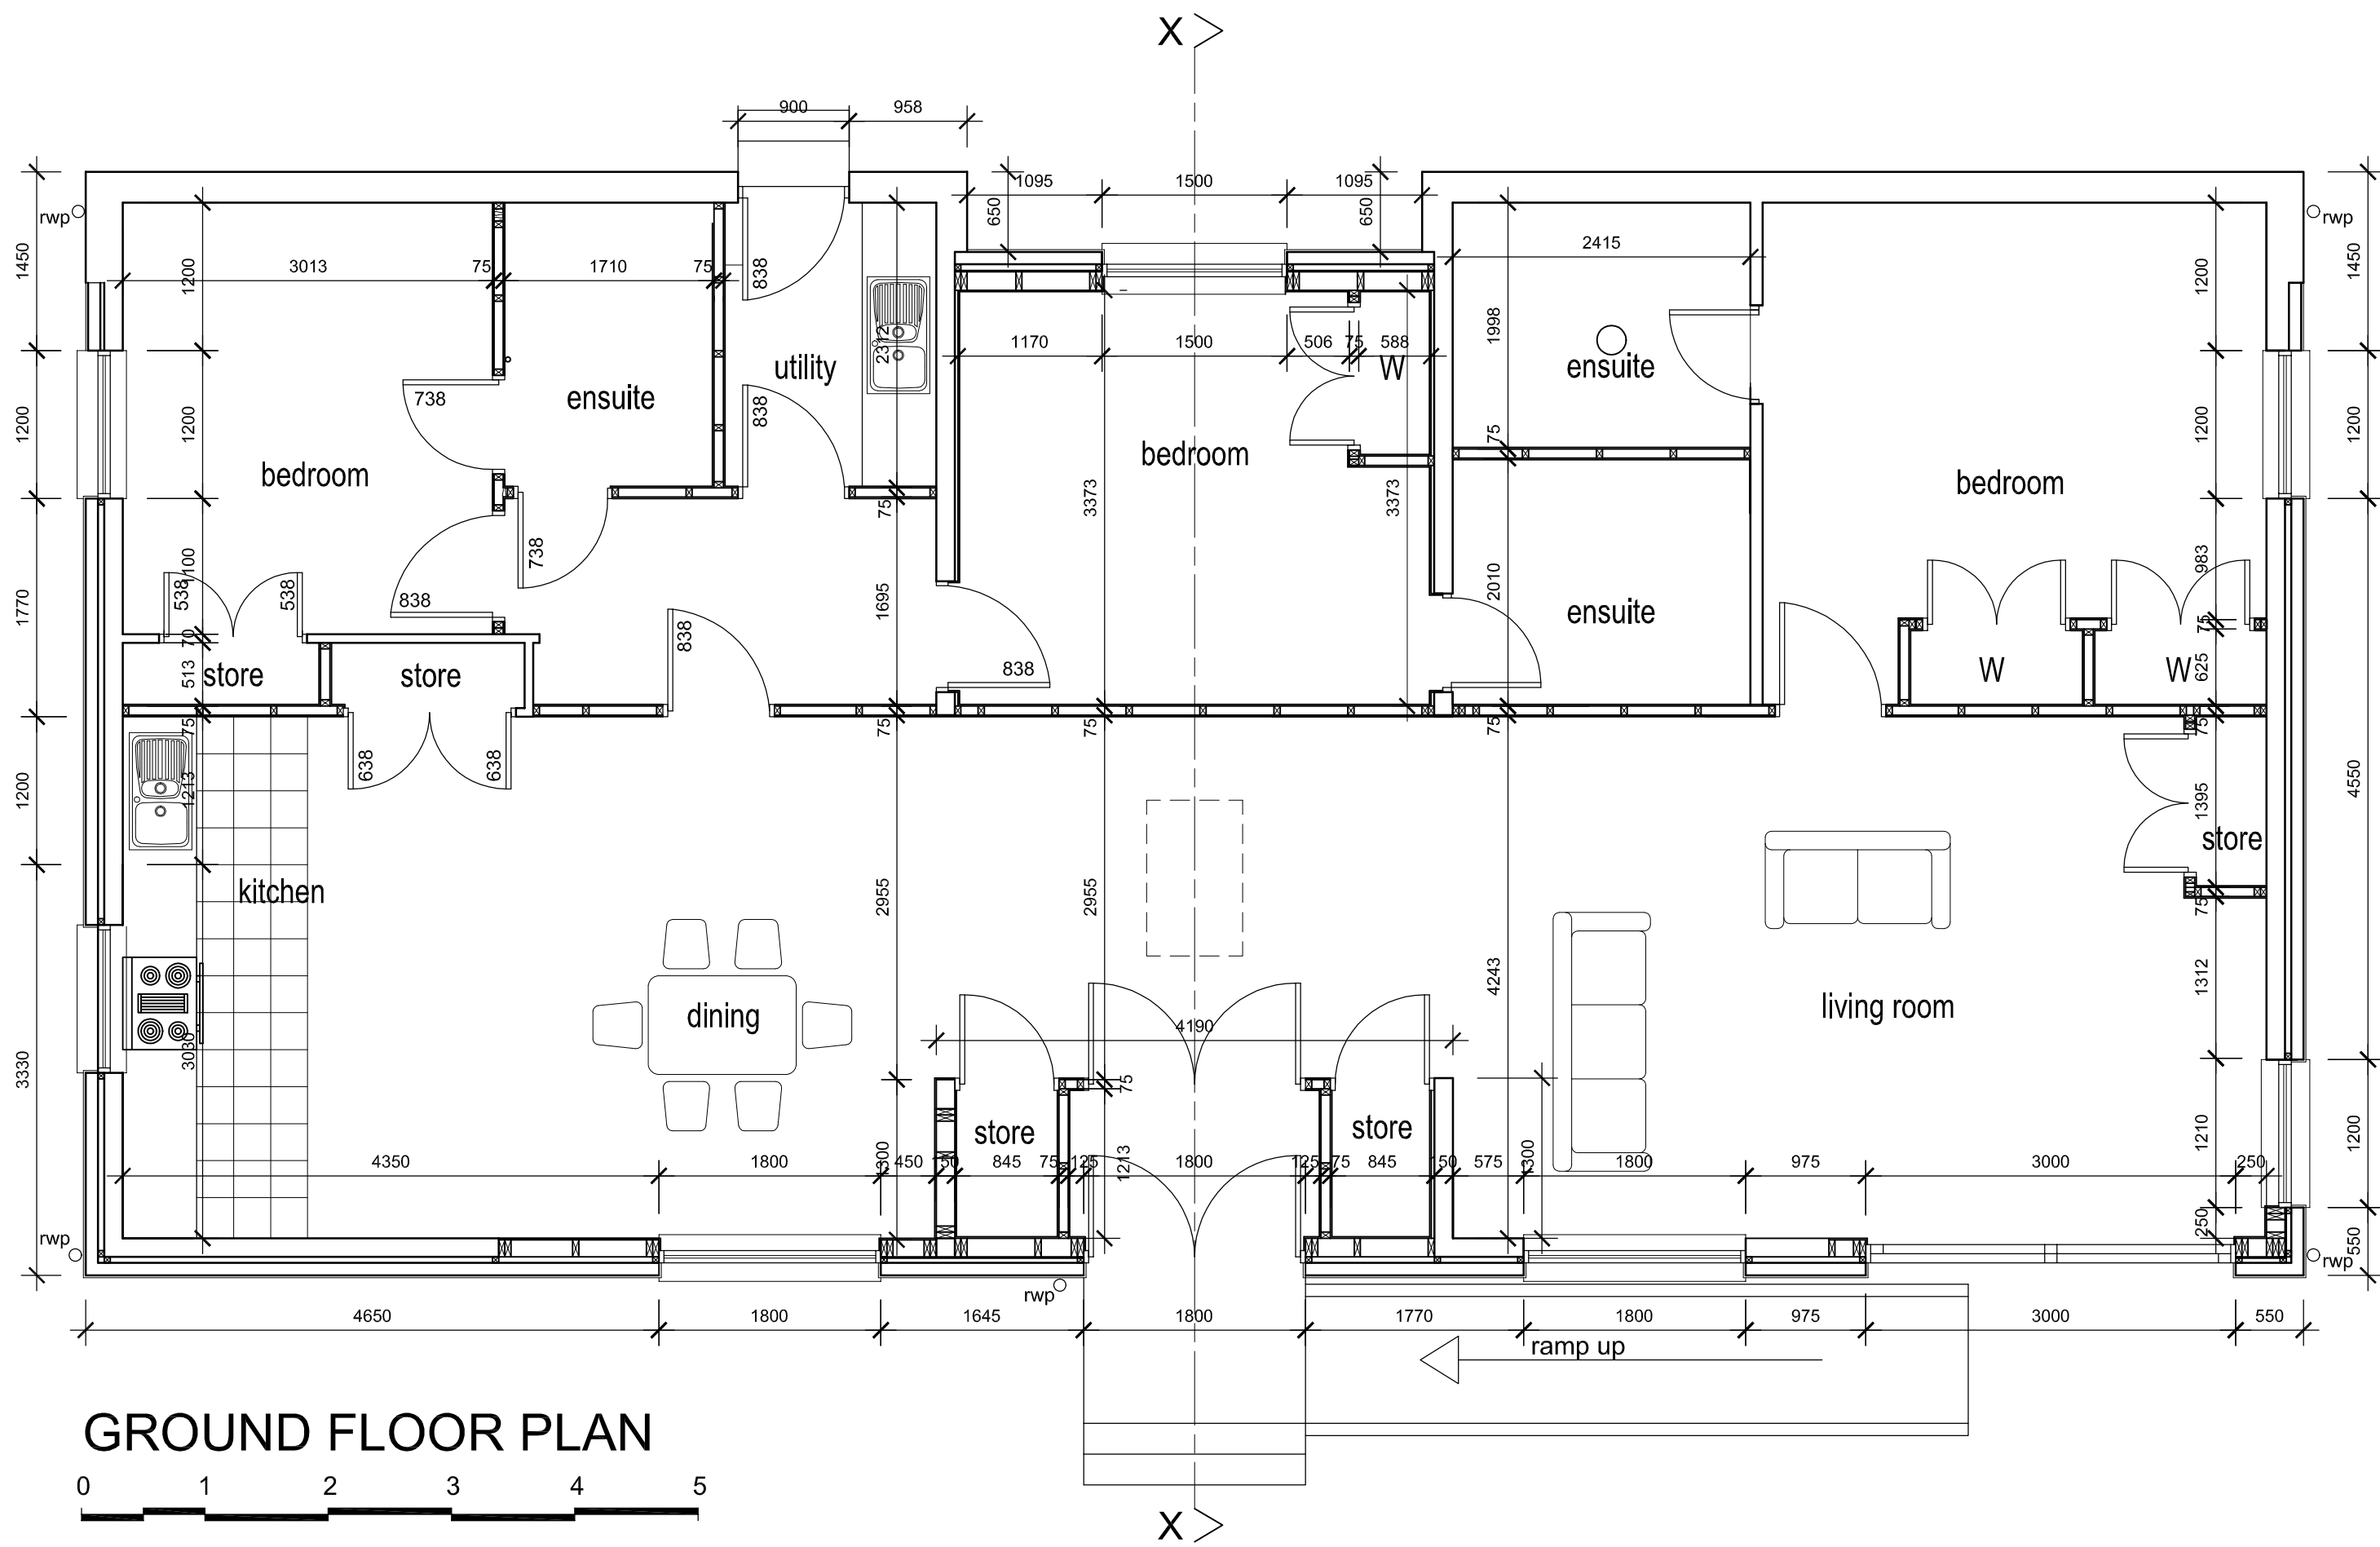 X
900 958
1095 1500 1095
650 650
rwp rwp
1450 1200 3013 75 1710 75 838 2415 1200 1450
1998
1170 1500 506 75 588
2312
utility W ensuite
738 ensuite 838
1200 1200 75 1200 1200
bedroom bedroom bedroom
75 3373 3373
738
1100 983
538 538 838 1695 2010 ensuite
1770 70 838 75
513 store store 838 W W 625
75 75 75 75 75
638 638
1200 1213 1395 4550
store
kitchen 2955 2955 75
4243 1312
dining living room
4190
3330 3030 75
store store 1210 1200
1300 1213 1300
4350 1800 450 150 845 75 125 1800 125 75 845 150 575 1800 975 3000 250
250
rwp 550
rwp
rwp
4650 1800 1645 1800 1770 1800 975 3000 550
ramp up
GROUND FLOOR PLAN
0 1 2 3 4 5
X